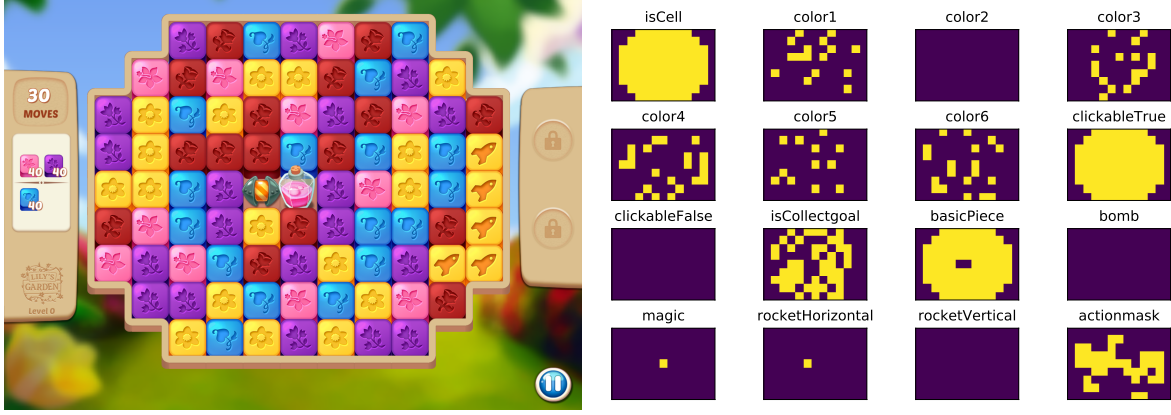 30
MOVES
40
40
40
LILY'S
GARDEN
Level 0
isCell
color1
color2
color3
color4
color5
color6
clickableTrue
clickableFalse
isCollectgoal
basicPiece
bomb
magic
rocketHorizontal
rocketVertical
actionmask